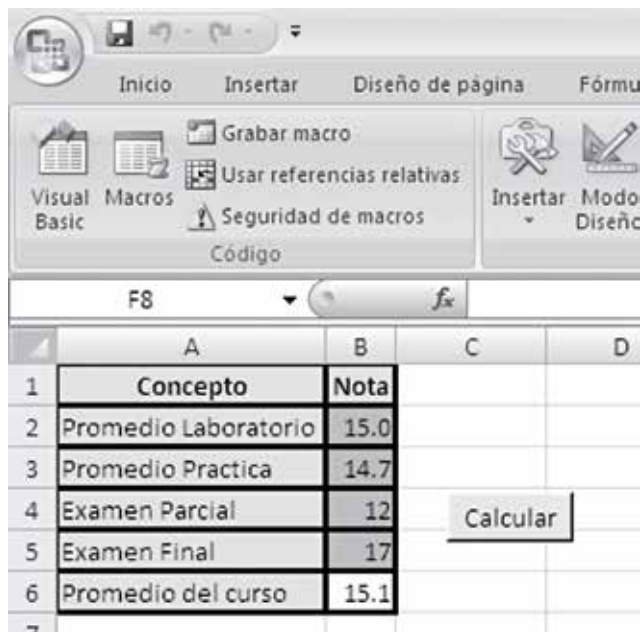 Inicio Insertar Diseño de página Fórmu
Grabar macro
Usar referencias relativas
Seguridad de macros
Visual Basic
Macros
Insertar
Modo Diseño
Código
F8 fx
A B C D
1 Concepto Nota
2 Promedio Laboratorio 15.0
3 Promedio Practica 14.7
4 Examen Parcial 12
Calcular
5 Examen Final 17
6 Promedio del curso 15.1